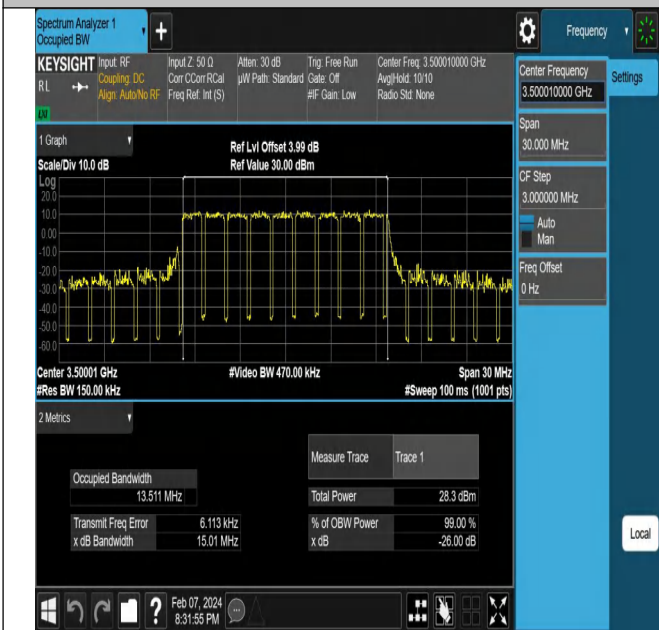 Spectrum Analyzer 1
Occupied BW
+
Frequency
KEYSIGHT
RL
LXI
Input: RF
Coupling: DC
Align: Auto/No RF
Input Z: 50 Ω
Corr CCorr RCal
Freq Ref: Int (S)
Atten: 30 dB
µW Path: Standard
Trig: Free Run
Gate: Off
#IF Gain: Low
Center Freq: 3.500010000 GHz
Avg|Hold: 10/10
Radio Std: None
Center Frequency
3.500010000 GHz
Settings
Span
30.000 MHz
CF Step
3.000000 MHz
Auto
Man
Freq Offset
0 Hz
Local
1 Graph
Scale/Div 10.0 dB
Ref Lvl Offset 3.99 dB
Ref Value 30.00 dBm
Log
20.0
10.0
0.00
-10.0
-20.0
-30.0
-40.0
-50.0
-60.0
Center 3.50001 GHz
#Video BW 470.00 kHz
Span 30 MHz
#Res BW 150.00 kHz
#Sweep 100 ms (1001 pts)
2 Metrics
Measure Trace
Trace 1
Occupied Bandwidth
13.511 MHz
Total Power
28.3 dBm
Transmit Freq Error
6.113 kHz
% of OBW Power
99.00 %
x dB Bandwidth
15.01 MHz
x dB
-26.00 dB
?
Feb 07, 2024
8:31:55 PM